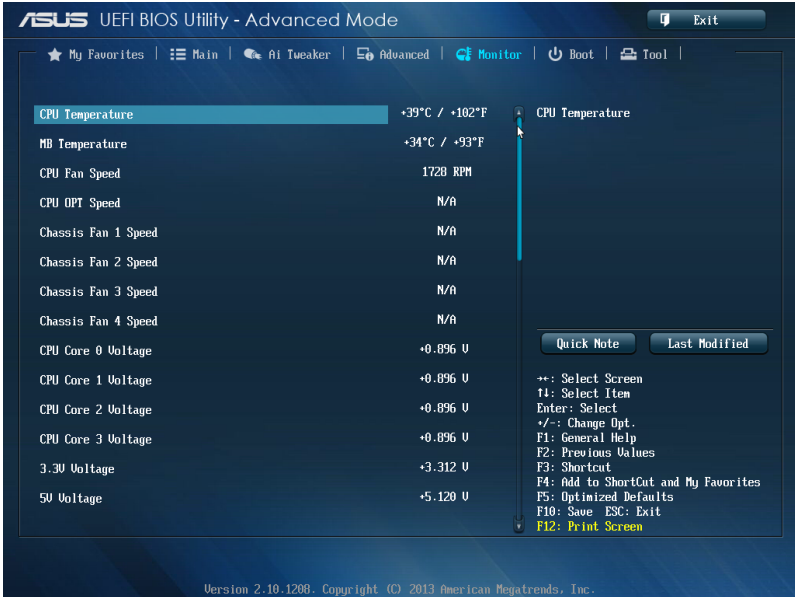 ASUS UEFI BIOS Utility - Advanced Mode
Exit
My Favorites | Main | Ai Tweaker | Advanced | Monitor | Boot | Tool |
CPU Temperature +39°C / +102°F
CPU Temperature
MB Temperature +34°C / +93°F
CPU Fan Speed 1728 RPM
CPU OPT Speed N/A
Chassis Fan 1 Speed N/A
Chassis Fan 2 Speed N/A
Chassis Fan 3 Speed N/A
Chassis Fan 4 Speed N/A
CPU Core 0 Voltage +0.896 V
CPU Core 1 Voltage +0.896 V
CPU Core 2 Voltage +0.896 V
CPU Core 3 Voltage +0.896 V
3.3V Voltage +3.312 V
5V Voltage +5.120 V
Quick Note
Last Modified
→←: Select Screen
↑↓: Select Item
Enter: Select
+/-: Change Opt.
F1: General Help
F2: Previous Values
F3: Shortcut
F4: Add to ShortCut and My Favorites
F5: Optimized Defaults
F10: Save ESC: Exit
F12: Print Screen
Version 2.10.1208. Copyright (C) 2013 American Megatrends, Inc.